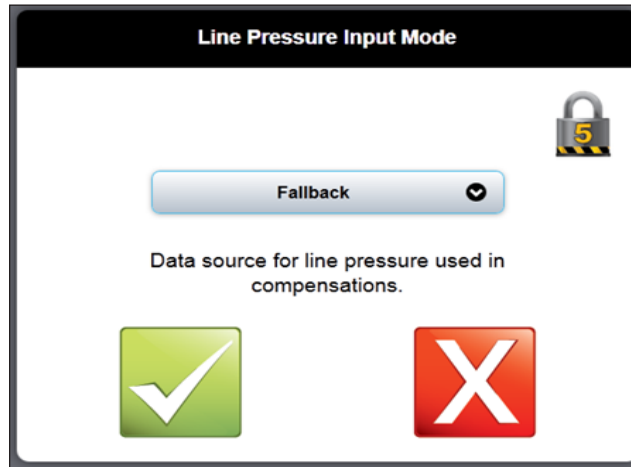 Line Pressure Input Mode
5
Fallback
Data source for line pressure used in
compensations.
X